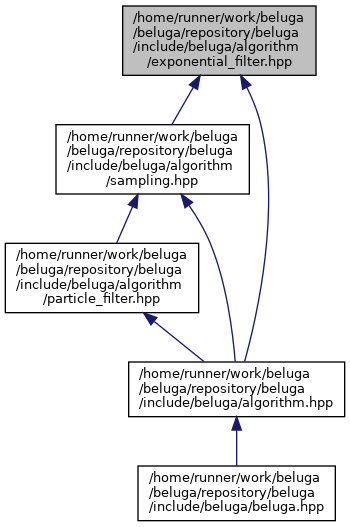 /home/runner/work/beluga
/beluga/repository/beluga
/include/beluga/algorithm
/exponential_filter.hpp
/home/runner/work/beluga
/beluga/repository/beluga
/include/beluga/algorithm
/sampling.hpp
/home/runner/work/beluga
/beluga/repository/beluga
/include/beluga/algorithm
/particle_filter.hpp
/home/runner/work/beluga
/beluga/repository/beluga
/include/beluga/algorithm.hpp
/home/runner/work/beluga
/beluga/repository/beluga
/include/beluga/beluga.hpp